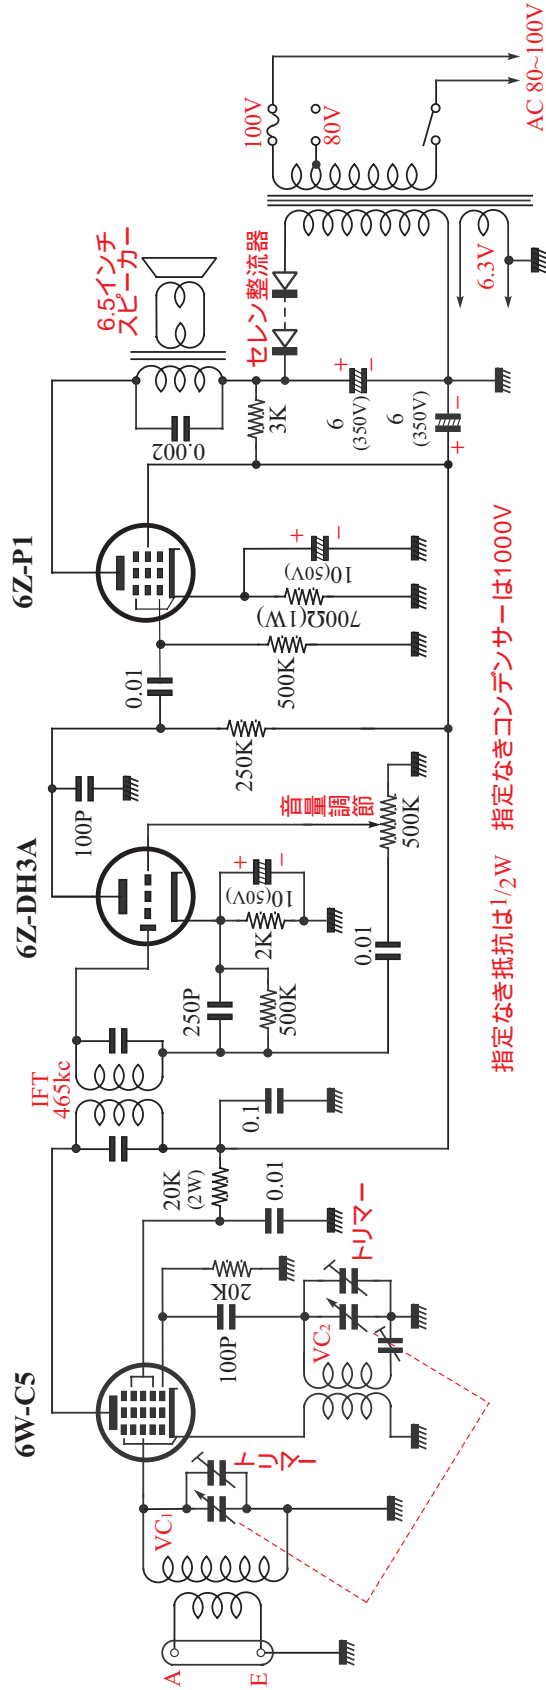 6W-C5
6Z-DH3A
6Z-P1
A
E
VC1
トリマー
VC2
トリマー
100P
20K
0.01
20K
(2W)
0.1
IFT
465kc
250P
500K
2K
10(50V)
+
−
0.01
500K
音量調節
100P
250K
0.01
500K
700Ω(1W)
10(50V)
+
−
0.002
3K
6.5インチ
スピーカー
セレン整流器
6
(350V)
+
−
6
(350V)
+
−
100V
80V
6.3V
AC 80~100V
指定なき抵抗は1/2W 指定なきコンデンサーは1000V